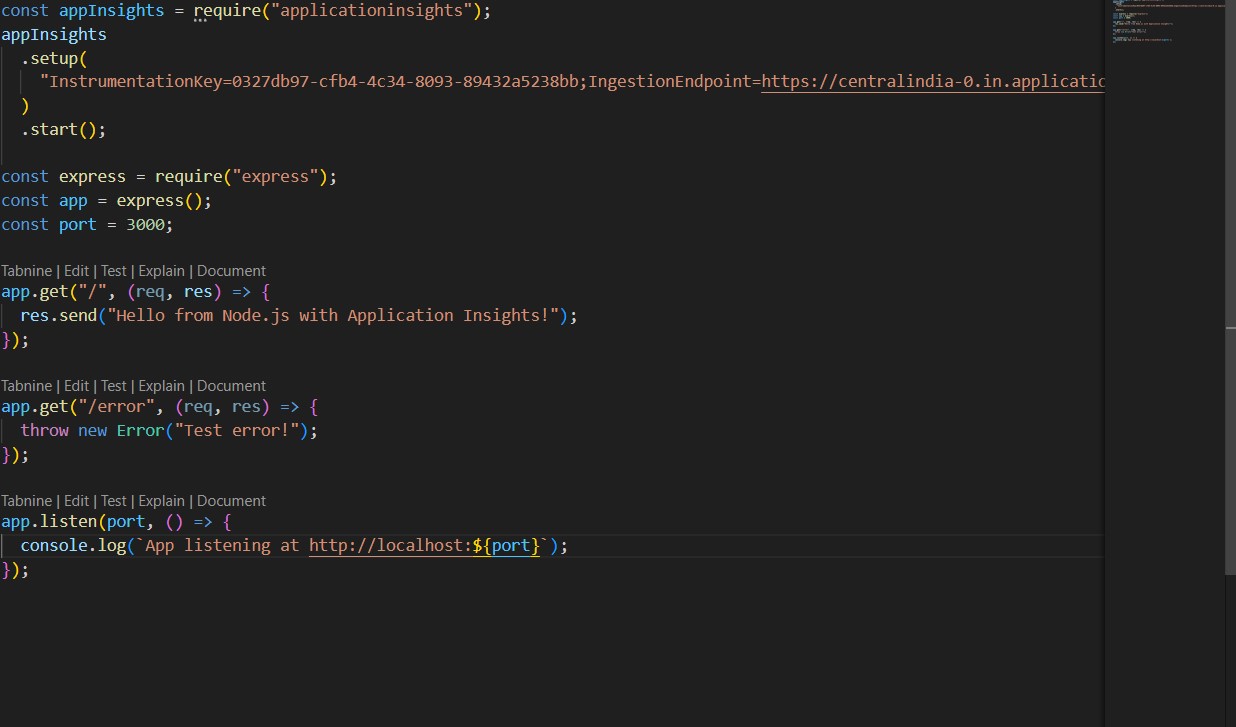 const appInsights = require("applicationinsights");
appInsights
  .setup(
    "InstrumentationKey=0327db97-cfb4-4c34-8093-89432a5238bb;IngestionEndpoint=https://centralindia-0.in.applicatic
  )
  .start();
const express = require("express");
const app = express();
const port = 3000;
Tabnine | Edit | Test | Explain | Document
app.get("/", (req, res) => {
  res.send("Hello from Node.js with Application Insights!");
});
Tabnine | Edit | Test | Explain | Document
app.get("/error", (req, res) => {
  throw new Error("Test error!");
});
Tabnine | Edit | Test | Explain | Document
app.listen(port, () => {
  console.log(`App listening at http://localhost:${port}`);
});